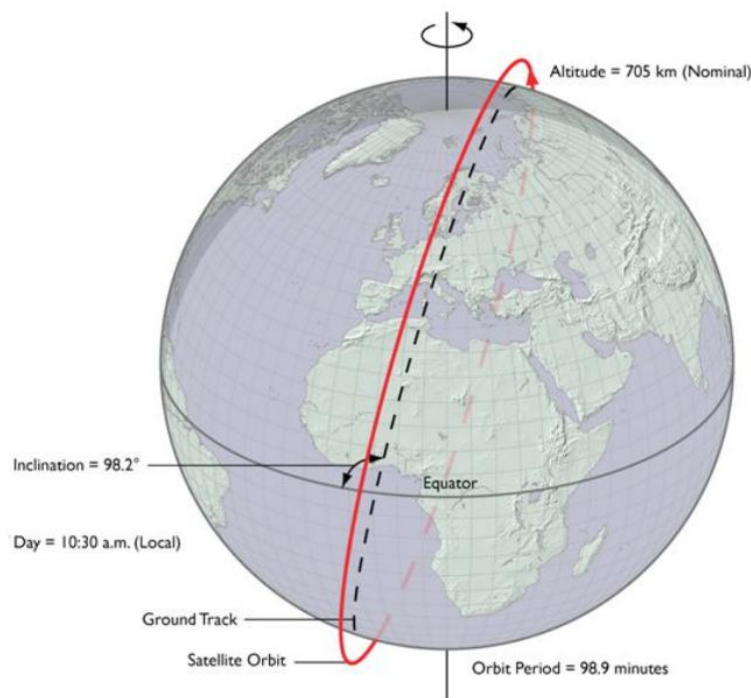 Altitude = 705 km (Nominal)
Inclination = 98.2°
Equator
Day = 10:30 a.m. (Local)
Ground Track
Satellite Orbit
Orbit Period = 98.9 minutes